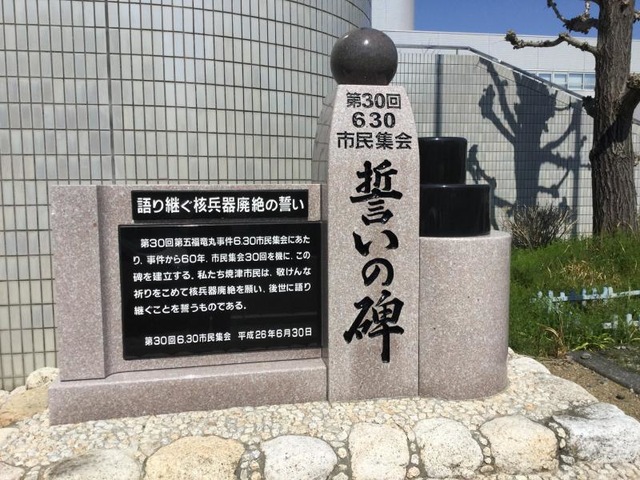 第30回
6.30
市民集会
誓いの碑
語り継ぐ核兵器廃絶の誓い
第30回第五福竜丸事件6.30市民集会にあた
り、事件から60年、市民集会30回を機に、この
碑を建立する。私たち焼津市民は、敬けんな
祈りをこめて核兵器廃絶を願い、後世に語り
継ぐことを誓うものである。
第30回6.30市民集会 平成26年6月30日